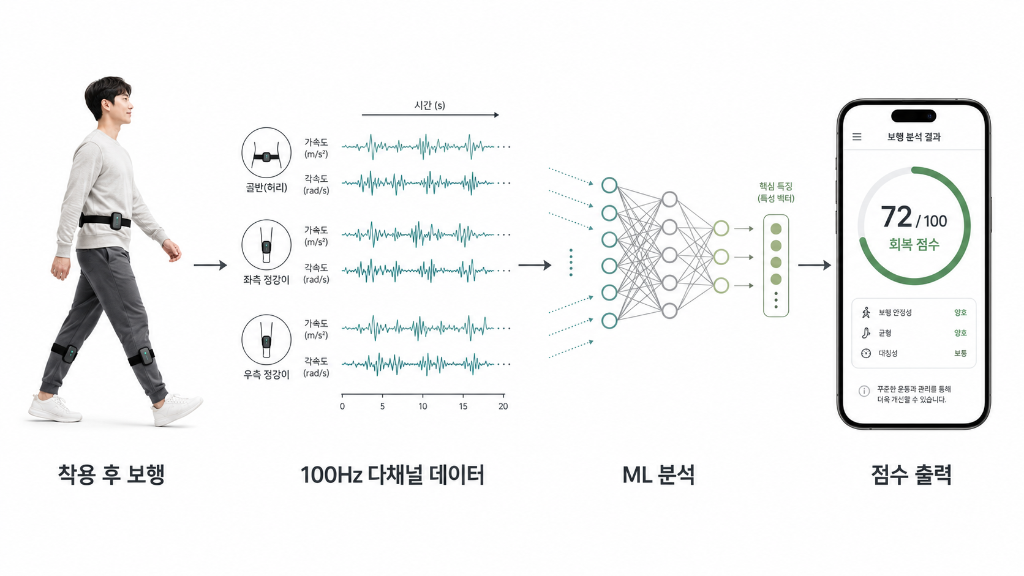 시간 (s)
골반(허리)
가속도
(m/s²)
각속도
(rad/s)
좌측 정강이
가속도
(m/s²)
각속도
(rad/s)
우측 정강이
가속도
(m/s²)
각속도
(rad/s)
0 5 10 15 20
핵심 특징
(특성 벡터)
보행 분석 결과
72 / 100
회복 점수
보행 안정성 양호
균형 양호
대칭성 보통
꾸준한 운동과 관리를 통해
더욱 개선할 수 있습니다.
착용 후 보행
100Hz 다채널 데이터
ML 분석
점수 출력